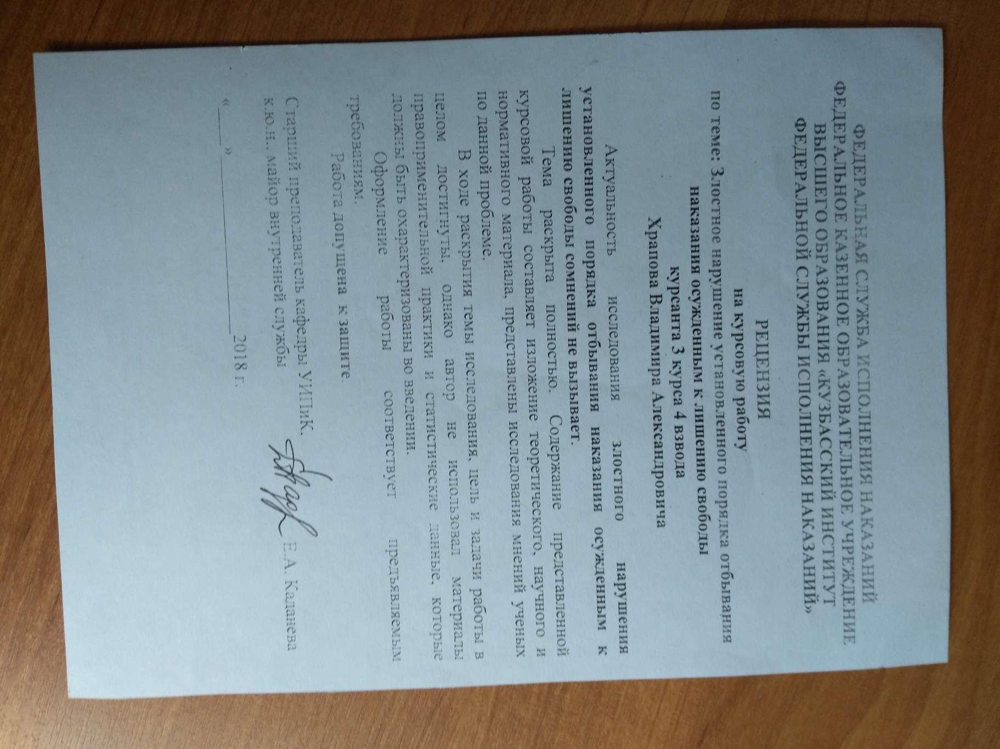 ФЕДЕРАЛЬНАЯ СЛУЖБА ИСПОЛНЕНИЯ НАКАЗАНИЙ
ФЕДЕРАЛЬНОЕ КАЗЕННОЕ ОБРАЗОВАТЕЛЬНОЕ УЧРЕЖДЕНИЕ
ВЫСШЕГО ОБРАЗОВАНИЯ «КУЗБАССКИЙ ИНСТИТУТ
ФЕДЕРАЛЬНОЙ СЛУЖБЫ ИСПОЛНЕНИЯ НАКАЗАНИЙ»
РЕЦЕНЗИЯ
на курсовую работу
по теме: Злостное нарушение установленного порядка отбывания
наказания осужденным к лишению свободы
курсанта 3 курса 4 взвода
Храпова Владимира Александровича
Актуальность исследования злостного нарушения
установленного порядка отбывания наказания осужденным к
лишению свободы сомнений не вызывает.
Тема раскрыта полностью. Содержание представленной
курсовой работы составляет изложение теоретического, научного и
нормативного материала, представлены исследования мнений ученых
по данной проблеме.
В ходе раскрытия темы исследования, цель и задачи работы в
целом достигнуты, однако автор не использовал материалы
правоприменительной практики и статистические данные, которые
должны быть охарактеризованы во введении.
Оформление работы соответствует предъявляемым
требованиям.
Работа допущена к защите.
Старший преподаватель кафедры УИПиК,
к.ю.н., майор внутренней службы Е.А. Каданева
«___» ______________ 2018 г.